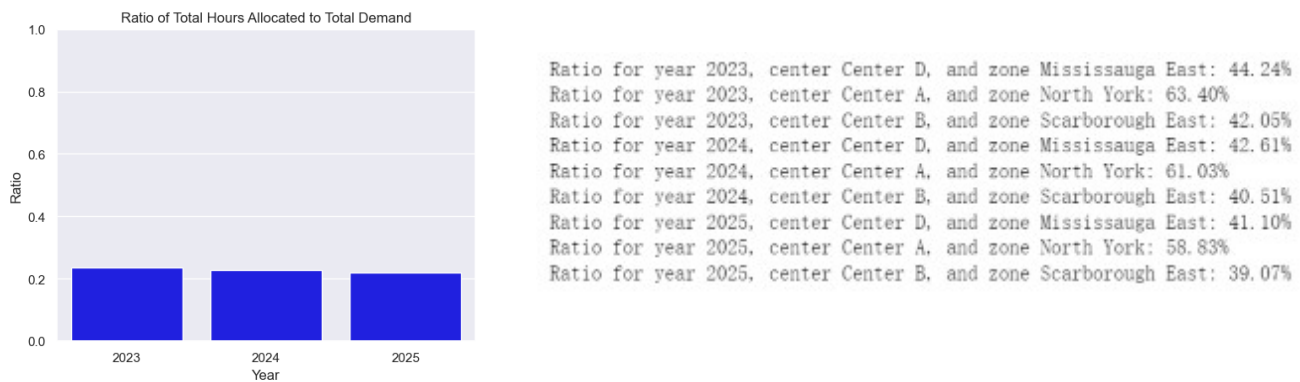 Ratio of Total Hours Allocated to Total Demand
1.0
0.8
0.6
0.4
0.2
0.0
Ratio
2023 2024 2025
Year
Ratio for year 2023, center Center D, and zone Mississauga East: 44.24%
Ratio for year 2023, center Center A, and zone North York: 63.40%
Ratio for year 2023, center Center B, and zone Scarborough East: 42.05%
Ratio for year 2024, center Center D, and zone Mississauga East: 42.61%
Ratio for year 2024, center Center A, and zone North York: 61.03%
Ratio for year 2024, center Center B, and zone Scarborough East: 40.51%
Ratio for year 2025, center Center D, and zone Mississauga East: 41.10%
Ratio for year 2025, center Center A, and zone North York: 58.83%
Ratio for year 2025, center Center B, and zone Scarborough East: 39.07%